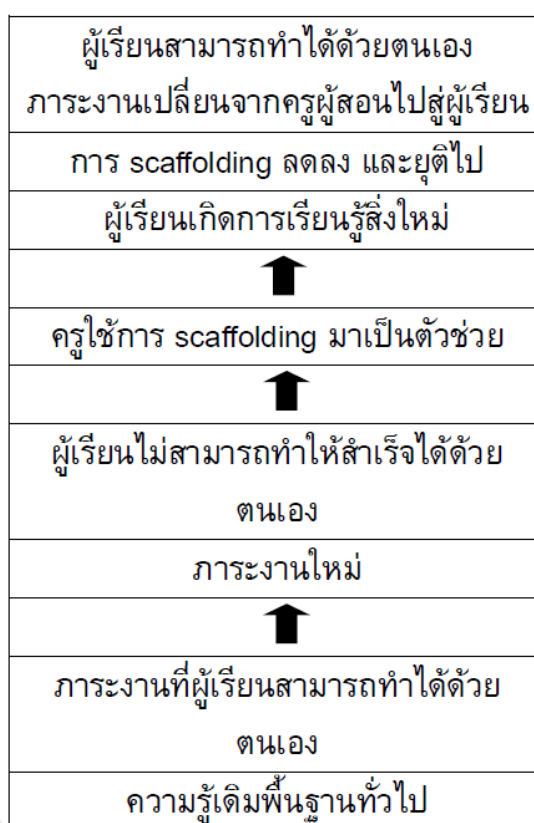 ผู้เรียนสามารถทำได้ด้วยตนเอง
ภาระงานเปลี่ยนจากครูผู้สอนไปสู่ผู้เรียน
การ scaffolding ลดลง และยุติไป
ผู้เรียนเกิดการเรียนรู้สิ่งใหม่
ครูใช้การ scaffolding มาเป็นตัวช่วย
ผู้เรียนไม่สามารถทำให้สำเร็จได้ด้วย
ตนเอง
ภาระงานใหม่
ภาระงานที่ผู้เรียนสามารถทำได้ด้วย
ตนเอง
ความรู้เดิมพื้นฐานทั่วไป